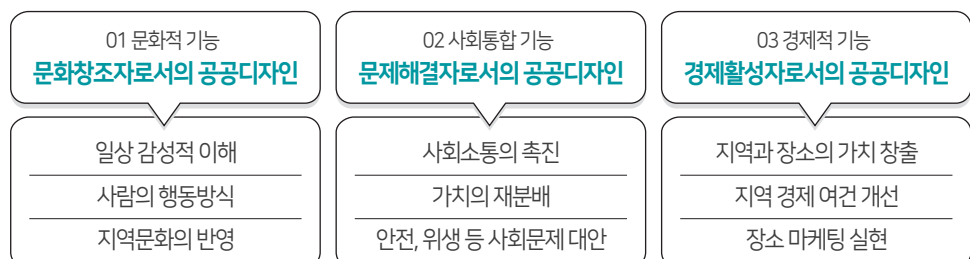 01 문화적 기능
문화창조자로서의 공공디자인
일상 감성적 이해
사람의 행동방식
지역문화의 반영
02 사회통합 기능
문제해결자로서의 공공디자인
사회소통의 촉진
가치의 재분배
안전, 위생 등 사회문제 대안
03 경제적 기능
경제활성자로서의 공공디자인
지역과 장소의 가치 창출
지역 경제 여건 개선
장소 마케팅 실현